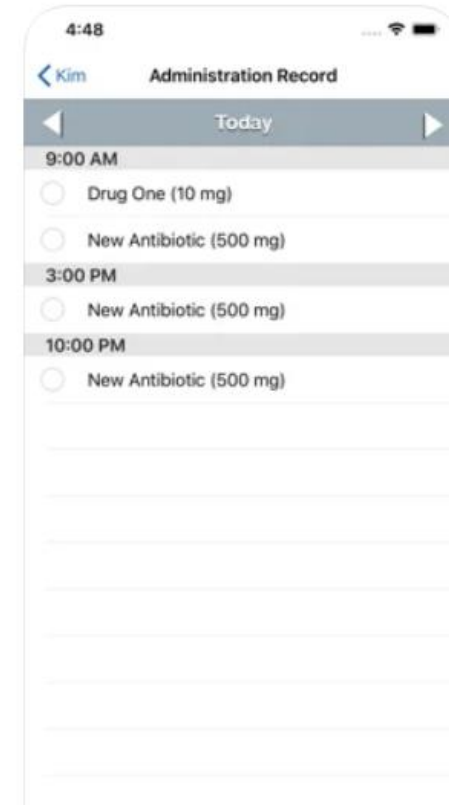 4:48
Kim
Administration Record
Today
9:00 AM
Drug One (10 mg)
New Antibiotic (500 mg)
3:00 PM
New Antibiotic (500 mg)
10:00 PM
New Antibiotic (500 mg)